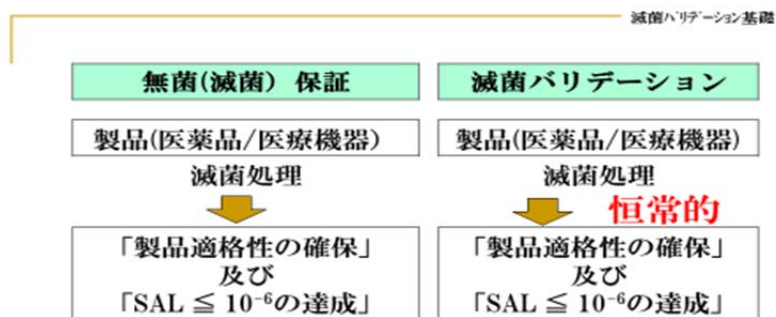 滅菌バリデーション基礎
無菌(滅菌) 保証
製品(医薬品/医療機器)
滅菌処理
「製品適格性の確保」
及び
「SAL ≦ 10⁻⁶の達成」
滅菌バリデーション
製品(医薬品/医療機器)
滅菌処理
恒常的
「製品適格性の確保」
及び
「SAL ≦ 10⁻⁶の達成」